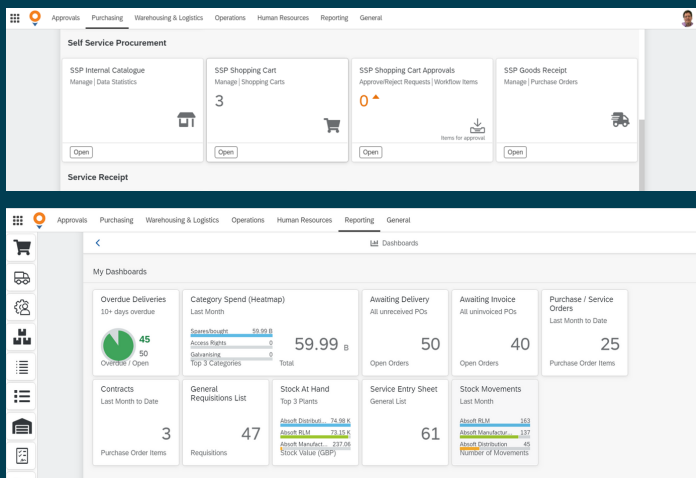 Approvals Purchasing Warehousing & Logistics Operations Human Resources Reporting General
Self Service Procurement
SSP Internal Catalogue
Manage | Data Statistics
Open
SSP Shopping Cart
Manage | Shopping Carts
3
Open
SSP Shopping Cart Approvals
Approve/Reject Requests | Workflow Items
0
Items for approval
Open
SSP Goods Receipt
Manage | Purchase Orders
Open
Service Receipt
Approvals Purchasing Warehousing & Logistics Operations Human Resources Reporting General
Dashboards
My Dashboards
Overdue Deliveries
10+ days overdue
45
50
Overdue / Open
Category Spend (Heatmap)
Last Month
Spares/bought 59.99 B
Access Rights 0
Galvanising 0
Top 3 Categories
59.99 B
Total
Awaiting Delivery
All unreceived POs
50
Open Orders
Awaiting Invoice
All uninvoiced POs
40
Open Orders
Purchase / Service
Orders
Last Month to Date
25
Purchase Order Items
Contracts
Last Month to Date
3
Purchase Order Items
General
Requisitions List
47
Requisitions
Stock At Hand
Top 3 Plants
Absoft Distributi... 74.98 K
Absoft RLM 73.15 K
Absoft Manufact... 237.06
Stock Value (GBP)
Service Entry Sheet
General List
61
Stock Movements
Last Month
Absoft RLM 163
Absoft Manufactur... 137
Absoft Distribution 45
Number of Movements